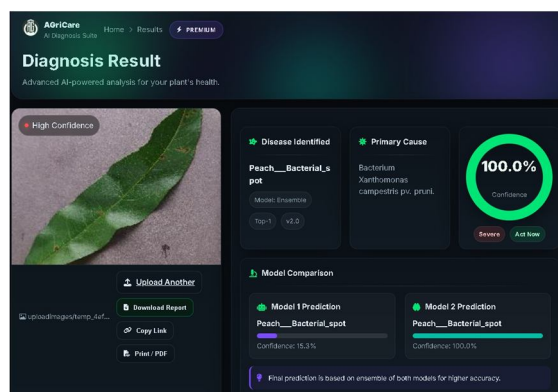 AGriCare
AI Diagnosis Suite
Home > Results
PREMIUM
Diagnosis Result
Advanced AI-powered analysis for your plant's health.
High Confidence
uploadimages/temp_4ef...
Upload Another
Download Report
Copy Link
Print / PDF
Disease Identified
Peach___Bacterial_s
pot
Model: Ensemble
Top-1
v2.0
Primary Cause
Bacterium
Xanthomonas
campestris pv. pruni.
100.0%
Confidence
Severe
Act Now
Model Comparison
Model 1 Prediction
Peach___Bacterial_spot
Confidence: 15.3%
Model 2 Prediction
Peach___Bacterial_spot
Confidence: 100.0%
Final prediction is based on ensemble of both models for higher accuracy.